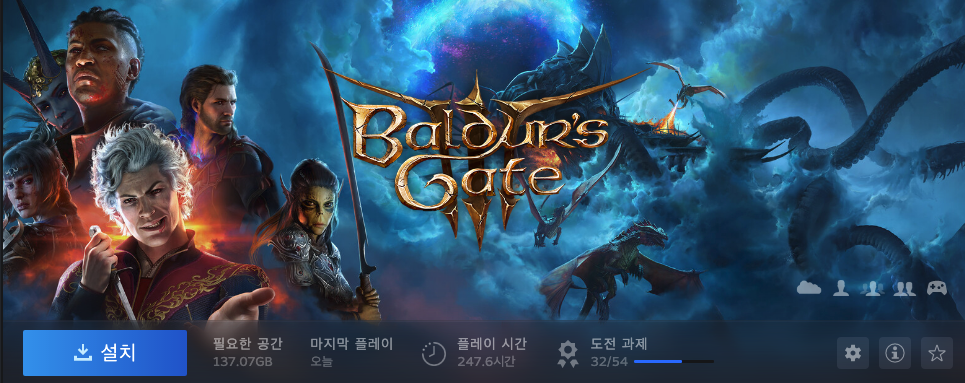 Baldur's
Gate
III
설치
필요한 공간
137.07GB
마지막 플레이
오늘
플레이 시간
247.6시간
도전 과제
32/54